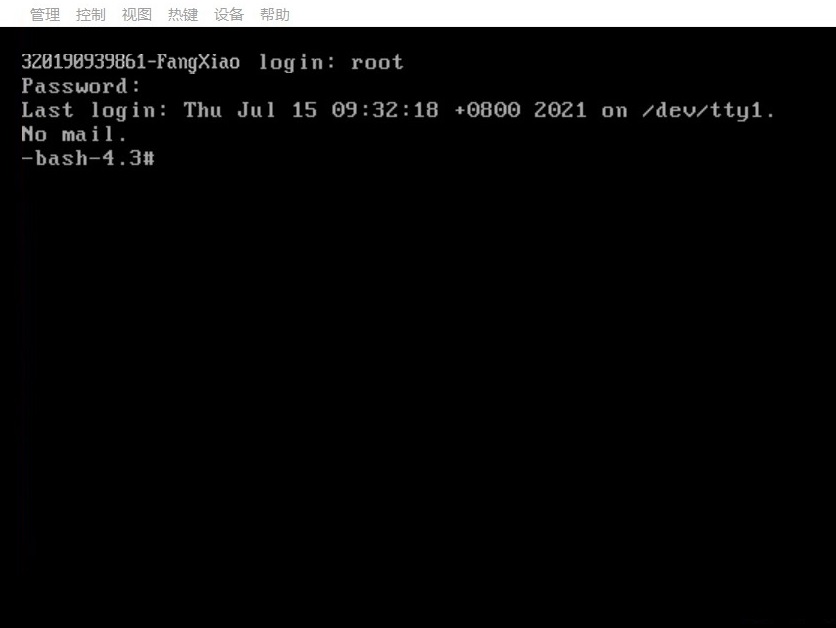 管理 控制 视图 热键 设备 帮助
320190939861-FangXiao login: root
Password:
Last login: Thu Jul 15 09:32:18 +0800 2021 on /dev/tty1.
No mail.
-bash-4.3#